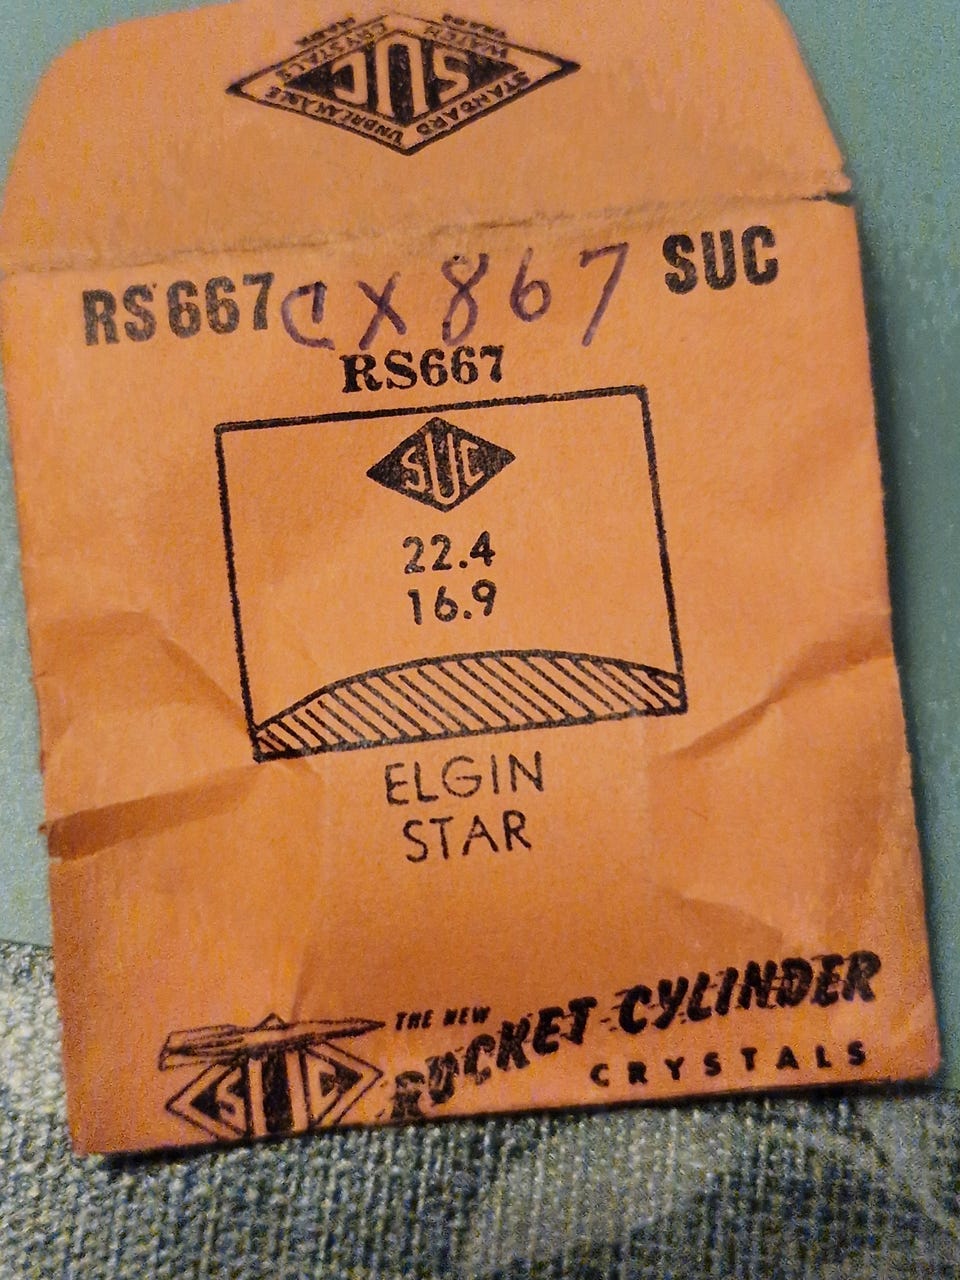 WATCH
CRYSTALS
SUC
STANDARD UNBREAKABLE
RS667 CX867 SUC
RS667
SUC
22.4
16.9
ELGIN
STAR
THE NEW
ROCKET CYLINDER
CRYSTALS
SUC